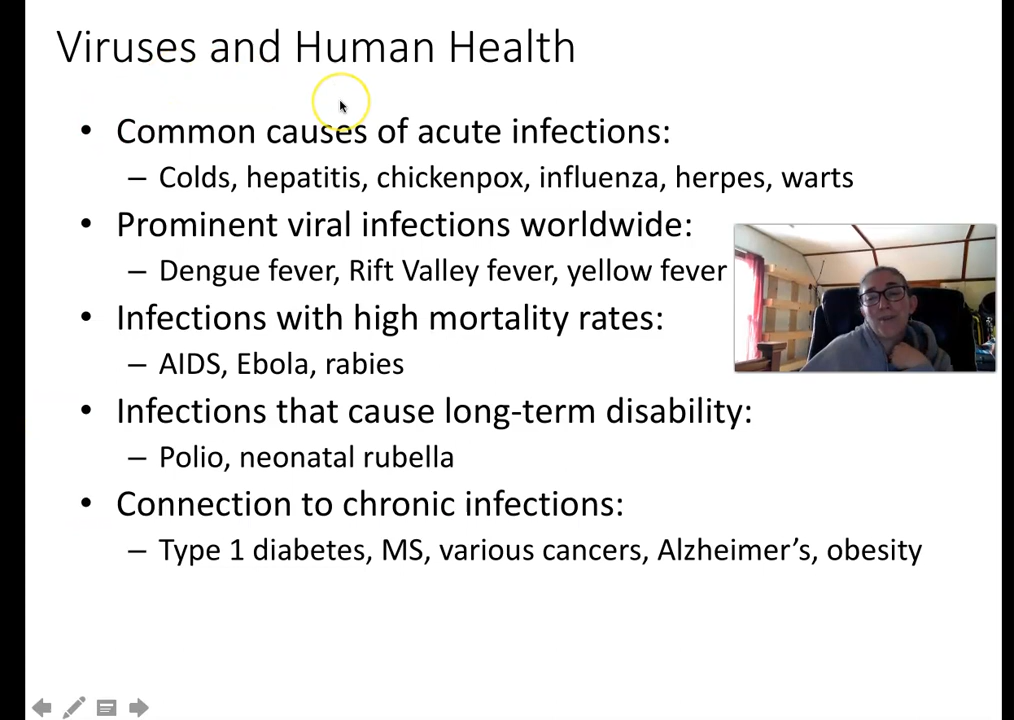 Viruses and Human Health
• Common causes of acute infections:
– Colds, hepatitis, chickenpox, influenza, herpes, warts
• Prominent viral infections worldwide:
– Dengue fever, Rift Valley fever, yellow fever
• Infections with high mortality rates:
– AIDS, Ebola, rabies
• Infections that cause long-term disability:
– Polio, neonatal rubella
• Connection to chronic infections:
– Type 1 diabetes, MS, various cancers, Alzheimer’s, obesity